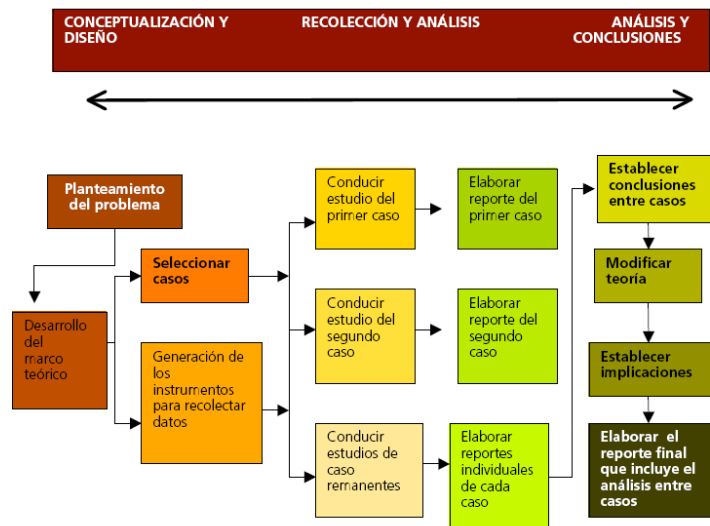 CONCEPTUALIZACIÓN Y
DISEÑO
RECOLECCIÓN Y ANÁLISIS
ANÁLISIS Y
CONCLUSIONES
Planteamiento
del problema
Desarrollo
del
marco
teórico
Seleccionar
casos
Generación de
los
instrumentos
para recolectar
datos
Conducir
estudio del
primer caso
Elaborar
reporte del
primer caso
Conducir
estudio del
segundo
caso
Elaborar
reporte del
segundo
caso
Conducir
estudios de
caso
remanentes
Elaborar
reportes
individuales
de cada
caso
Establecer
conclusiones
entre casos
Modificar
teoría
Establecer
implicaciones
Elaborar el
reporte final
que incluye el
análisis entre
casos